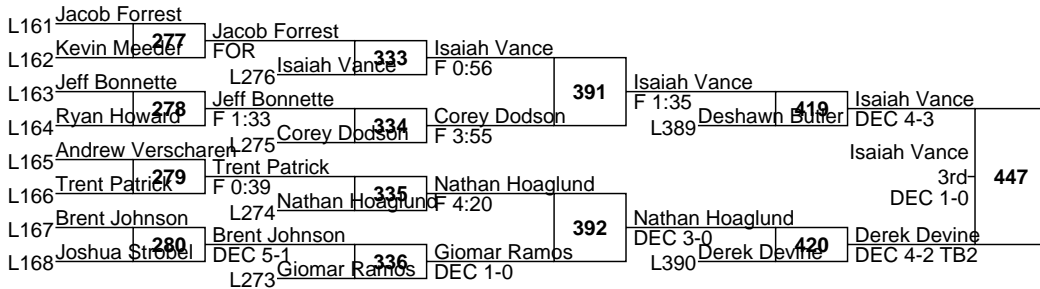 L161 Jacob Forrest
277 Jacob Forrest
L162 Kevin Meeder FOR 333 Isaiah Vance
L276 Isaiah Vance F 0:56
L163 Jeff Bonnette 391 Isaiah Vance
278 Jeff Bonnette F 1:35 419 Isaiah Vance
L164 Ryan Howard F 1:33 334 Corey Dodson L389 Deshawn Butler DEC 4-3
L275 Corey Dodson F 3:55
L165 Andrew Verscharen Isaiah Vance
279 Trent Patrick 3rd 447
L166 Trent Patrick F 0:39 335 Nathan Hoaglund DEC 1-0
L274 Nathan Hoaglund F 4:20
L167 Brent Johnson 392 Nathan Hoaglund
280 Brent Johnson DEC 3-0 420 Derek Devine
L168 Joshua Strobel DEC 5-1 336 Giomar Ramos L390 Derek Devine DEC 4-2 TB2
L273 Giomar Ramos DEC 1-0